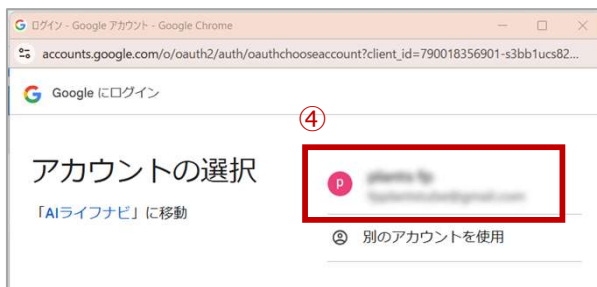 ログイン - Google アカウント - Google Chrome
accounts.google.com/o/oauth2/auth/oauthchooseaccount?client_id=790018356901-s3bb1ucs82...
G Google にログイン
④
アカウントの選択
P
「AIライフナビ」に移動
別のアカウントを使用